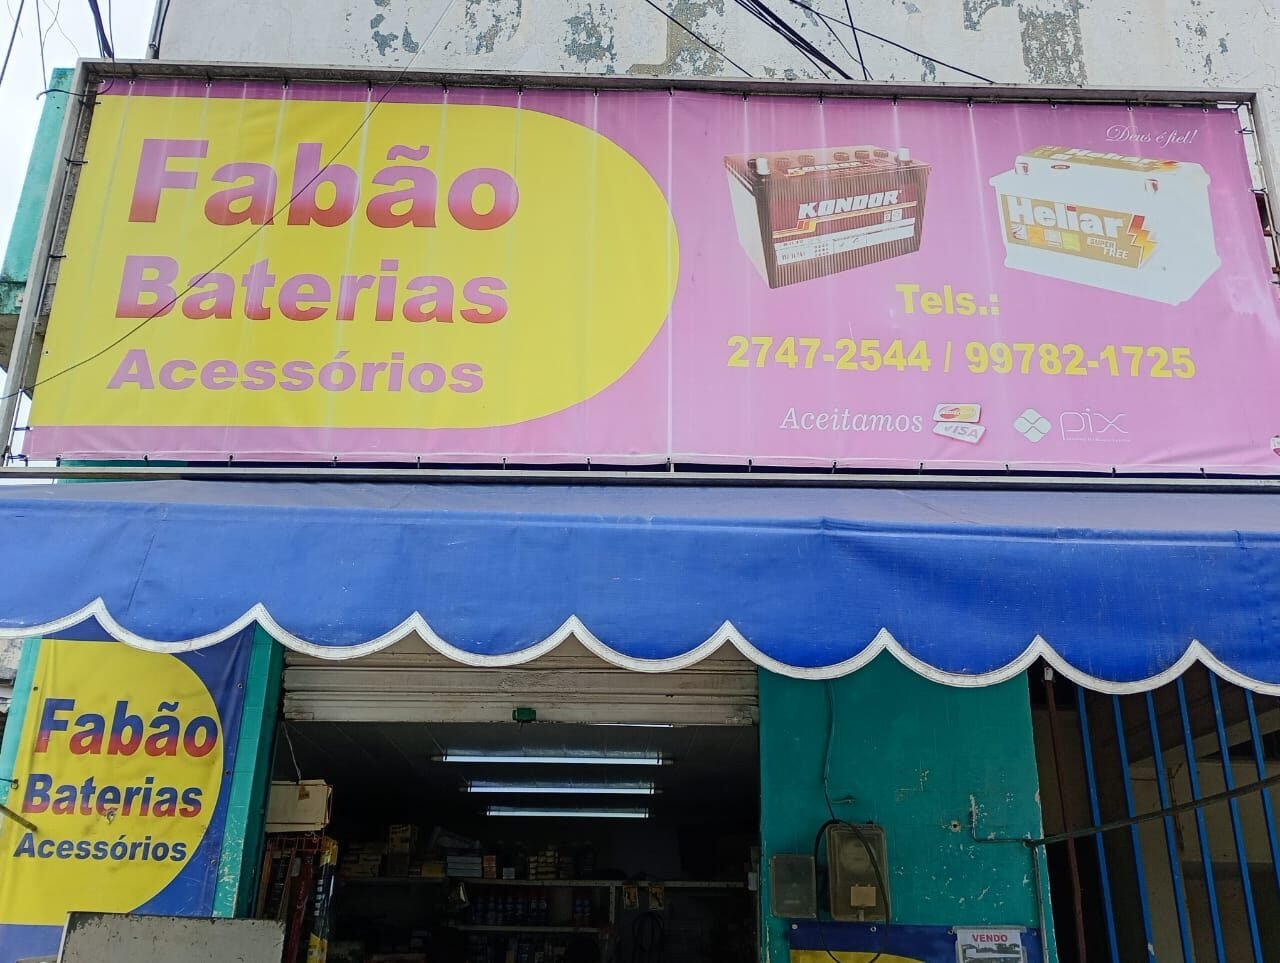 Fabão
Baterias
Acessórios
Deus é fiel!
KONDOR
Heliar
Heliar
SUPER
FREE
Tels.:
2747-2544 / 99782-1725
Aceitamos
VISA
pix
Fabão
Baterias
Acessórios
VENDO